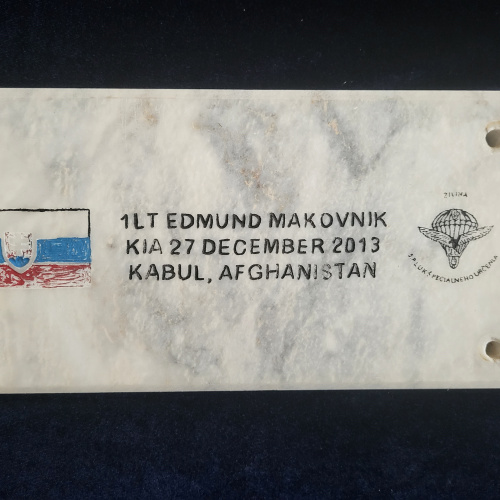 1LT EDMUND MAKOVNIK
KIA 27 DECEMBER 2013
KABUL, AFGHANISTAN
ŽILINA
5.PLUK ŠPECIÁLNEHO URČENIA